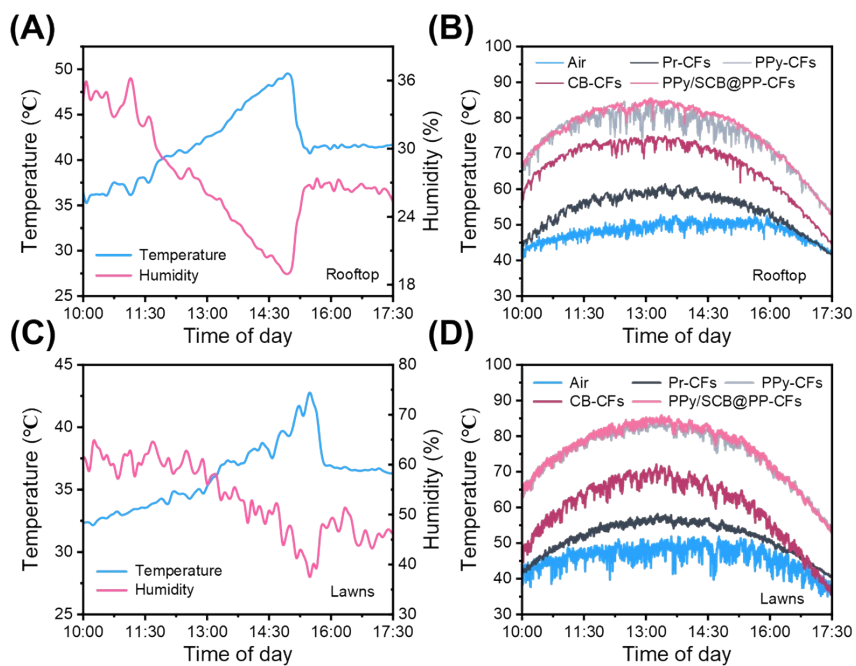 (A)
Temperature (℃)
50
45
40
35
30
25
36
30
24
18
Humidity (%)
Temperature
Humidity
Rooftop
10:00 11:30 13:00 14:30 16:00 17:30
Time of day
(B)
Temperature (℃)
100
90
80
70
60
50
40
30
Air Pr-CFs PPy-CFs
CB-CFs PPy/SCB@PP-CFs
Rooftop
10:00 11:30 13:00 14:30 16:00 17:30
Time of day
(C)
Temperature (℃)
45
40
35
30
25
80
70
60
50
40
30
Humidity (%)
Temperature
Humidity
Lawns
10:00 11:30 13:00 14:30 16:00 17:30
Time of day
(D)
Temperature (℃)
100
90
80
70
60
50
40
30
Air Pr-CFs PPy-CFs
CB-CFs PPy/SCB@PP-CFs
Lawns
10:00 11:30 13:00 14:30 16:00 17:30
Time of day